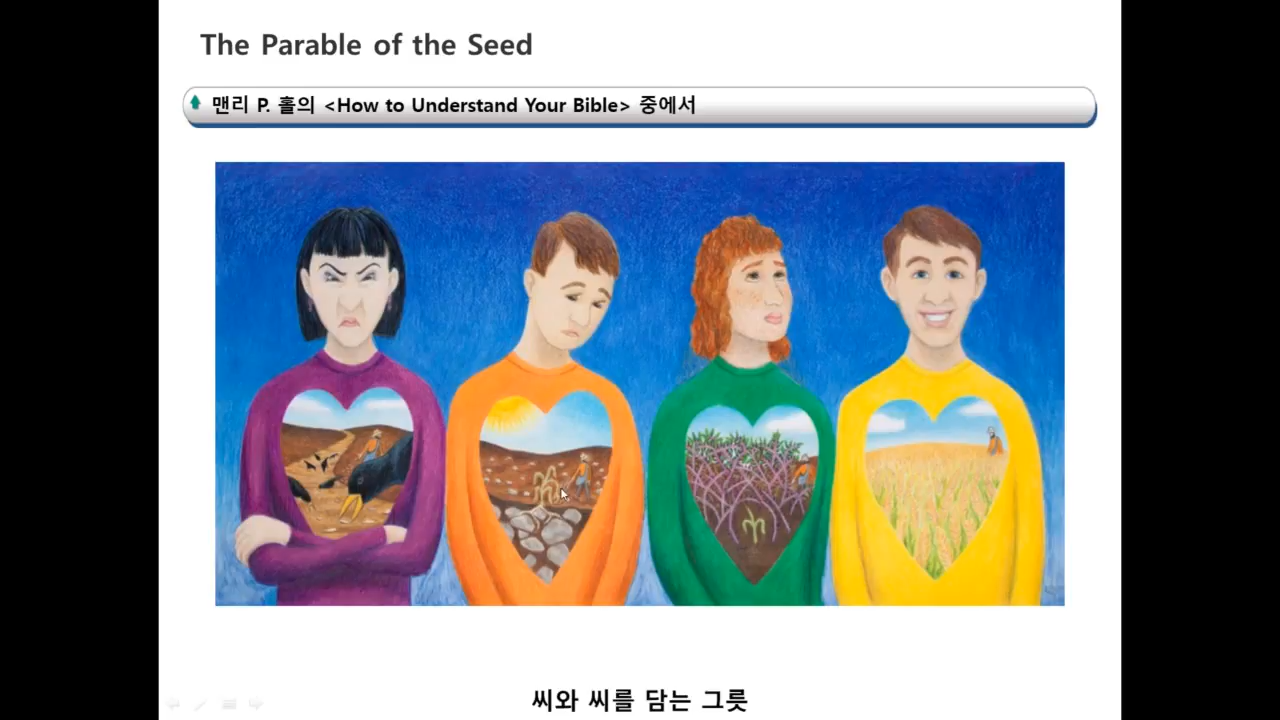 The Parable of the Seed
맨리 P. 홀의 <How to Understand Your Bible> 중에서
씨와 씨를 담는 그릇